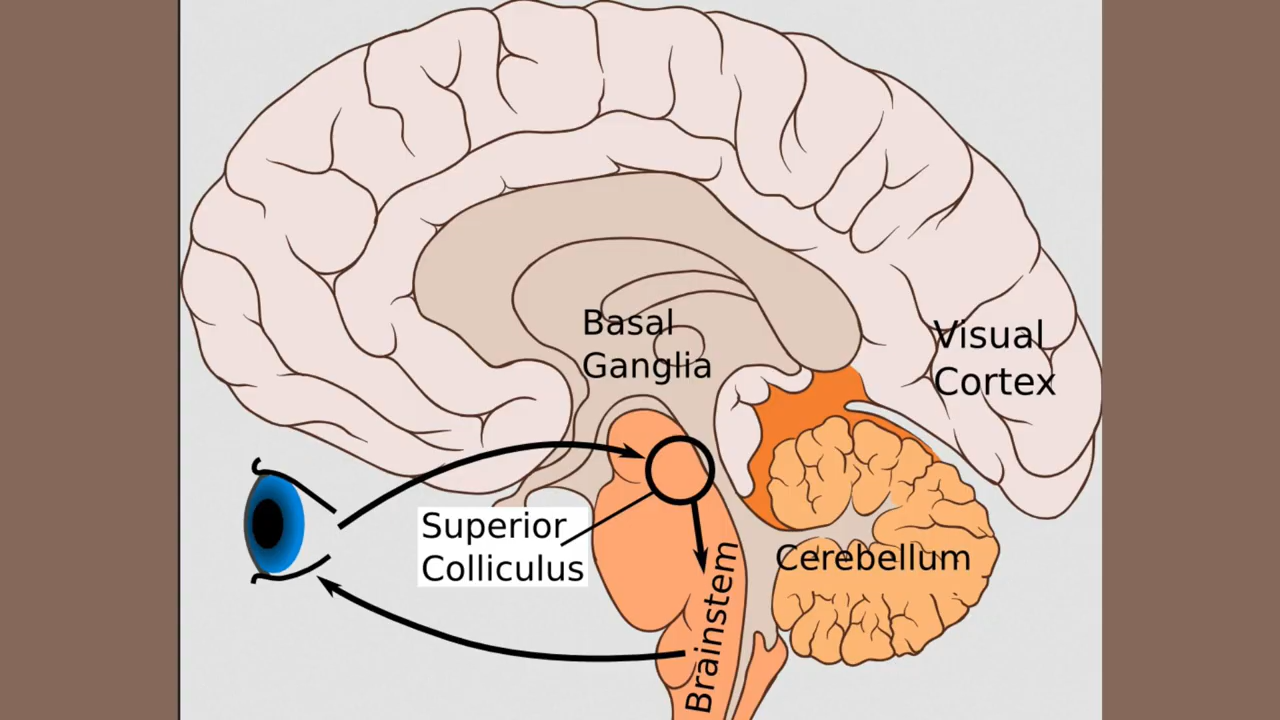 Basal
Ganglia
Visual
Cortex
Superior
Colliculus
Cerebellum
Brainstem